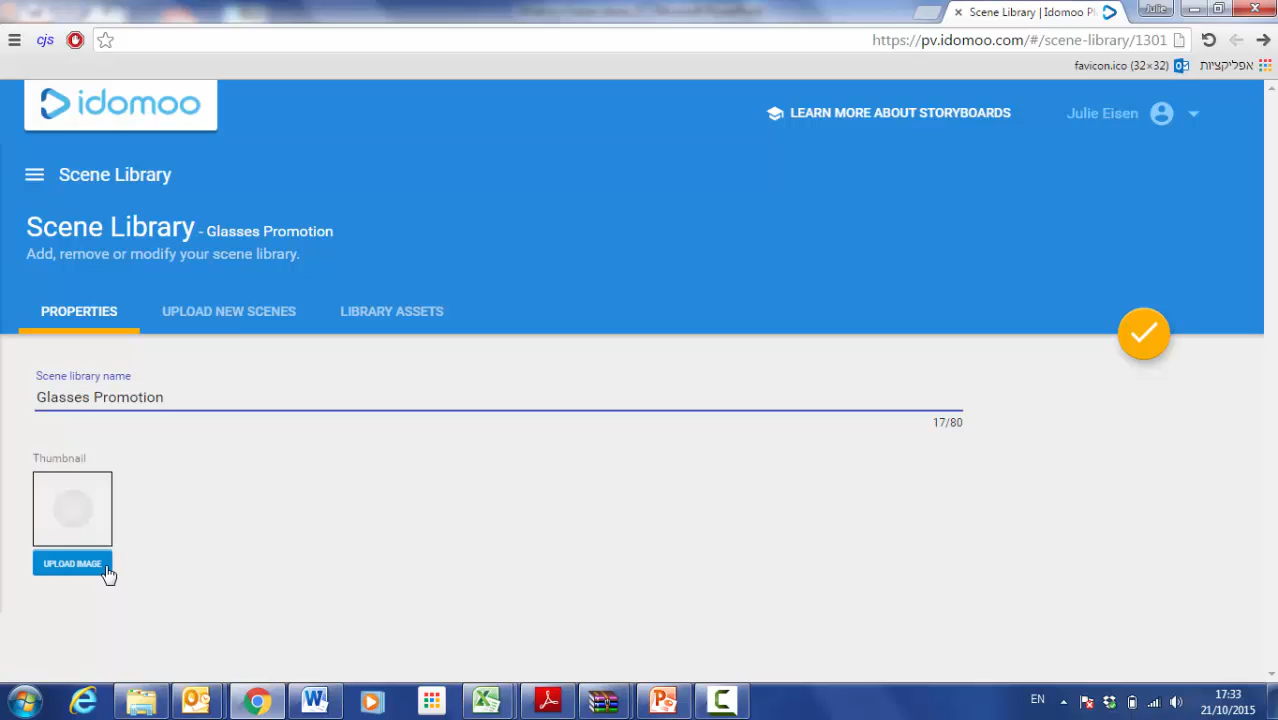 Scene Library | Idomoo Pl
Julie
cjs
https://pv.idomoo.com/#/scene-library/1301
favicon.ico (32×32)
אפליקציות
idomoo
LEARN MORE ABOUT STORYBOARDS
Julie Eisen
Scene Library
Scene Library - Glasses Promotion
Add, remove or modify your scene library.
PROPERTIES
UPLOAD NEW SCENES
LIBRARY ASSETS
Scene library name
Glasses Promotion
17/80
Thumbnail
UPLOAD IMAGE
EN
17:33
21/10/2015